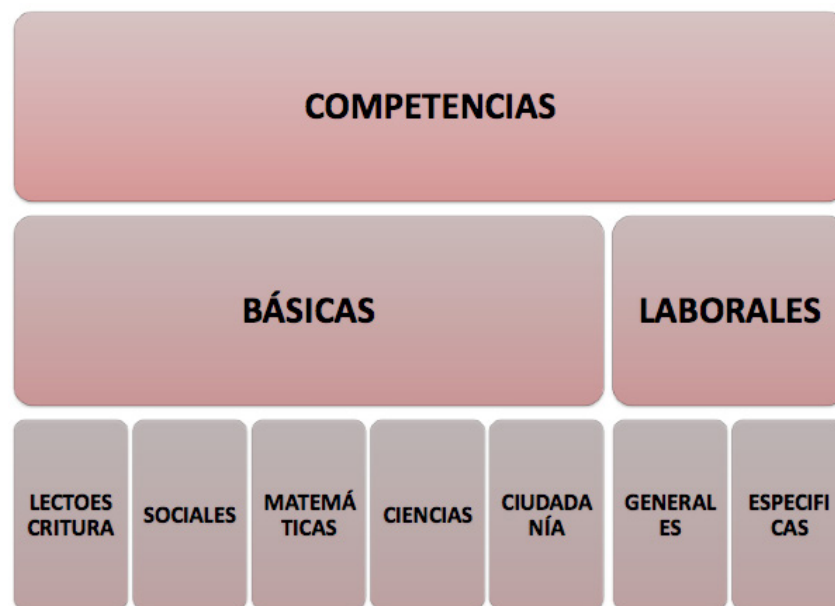 COMPETENCIAS
BÁSICAS
LABORALES
LECTOES
CRITURA
SOCIALES
MATEMÁ
TICAS
CIENCIAS
CIUDADA
NÍA
GENERAL
ES
ESPECIFI
CAS